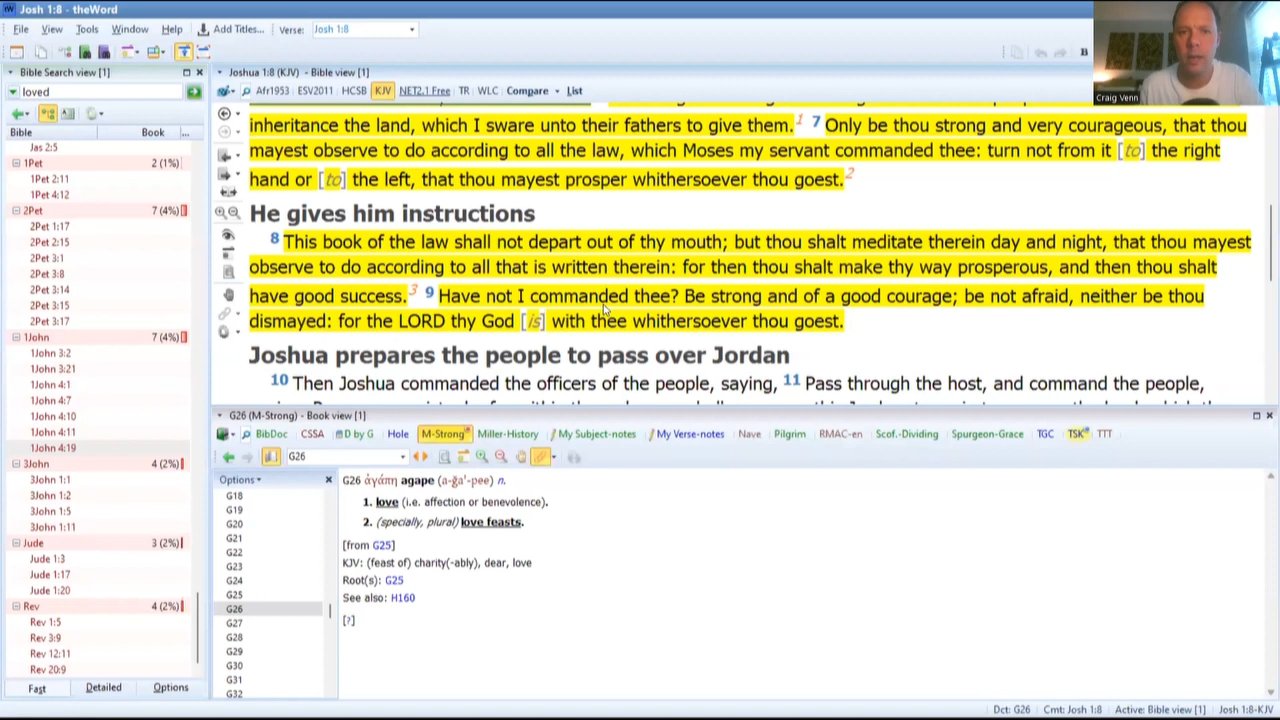 Josh 1:8 - theWord
File View Tools Window Help Add Titles... Verse: Josh 1:8
B
Craig Venn
Bible Search view [1]
loved
Bible Book ...
Jas 2:5
1Pet 2 (1%)
1Pet 2:11
1Pet 4:12
2Pet 7 (4%)
2Pet 1:17
2Pet 2:15
2Pet 3:1
2Pet 3:8
2Pet 3:14
2Pet 3:15
2Pet 3:17
1John 7 (4%)
1John 3:2
1John 3:21
1John 4:1
1John 4:7
1John 4:10
1John 4:11
1John 4:19
3John 4 (2%)
3John 1:1
3John 1:2
3John 1:5
3John 1:11
Jude 3 (2%)
Jude 1:3
Jude 1:17
Jude 1:20
Rev 4 (2%)
Rev 1:5
Rev 3:9
Rev 12:11
Rev 20:9
Fast Detailed Options
Joshua 1:8 (KJV) - Bible view [1]
Afr1953 ESV2011 HCSB KJV NET2.1 Free TR WLC Compare List
inheritance the land, which I sware unto their fathers to give them. 1 7 Only be thou strong and very courageous, that thou
mayest observe to do according to all the law, which Moses my servant commanded thee: turn not from it [to] the right
hand or [to] the left, that thou mayest prosper whithersoever thou goest. 2
He gives him instructions
8 This book of the law shall not depart out of thy mouth; but thou shalt meditate therein day and night, that thou mayest
observe to do according to all that is written therein: for then thou shalt make thy way prosperous, and then thou shalt
have good success. 3 9 Have not I commanded thee? Be strong and of a good courage; be not afraid, neither be thou
dismayed: for the LORD thy God [is] with thee whithersoever thou goest.
Joshua prepares the people to pass over Jordan
10 Then Joshua commanded the officers of the people, saying, 11 Pass through the host, and command the people,
G26 (M-Strong) - Book view [1]
BibDoc CSSA D by G Hole M-Strong Miller-History My Subject-notes My Verse-notes Nave Pilgrim RMAC-en Scof.-Dividing Spurgeon-Grace TGC TSK TTT
G26
Options
G18
G19
G20
G21
G22
G23
G24
G25
G26
G27
G28
G29
G30
G31
G32
G26 ἀγάπη agape (a-ğa'-pee) n.
1. love (i.e. affection or benevolence).
2. (specially, plural) love feasts.
[from G25]
KJV: (feast of) charity(-ably), dear, love
Root(s): G25
See also: H160
[?]
Dct: G26 Cmt: Josh 1:8 Active: Bible view [1] Josh 1:8-KJV